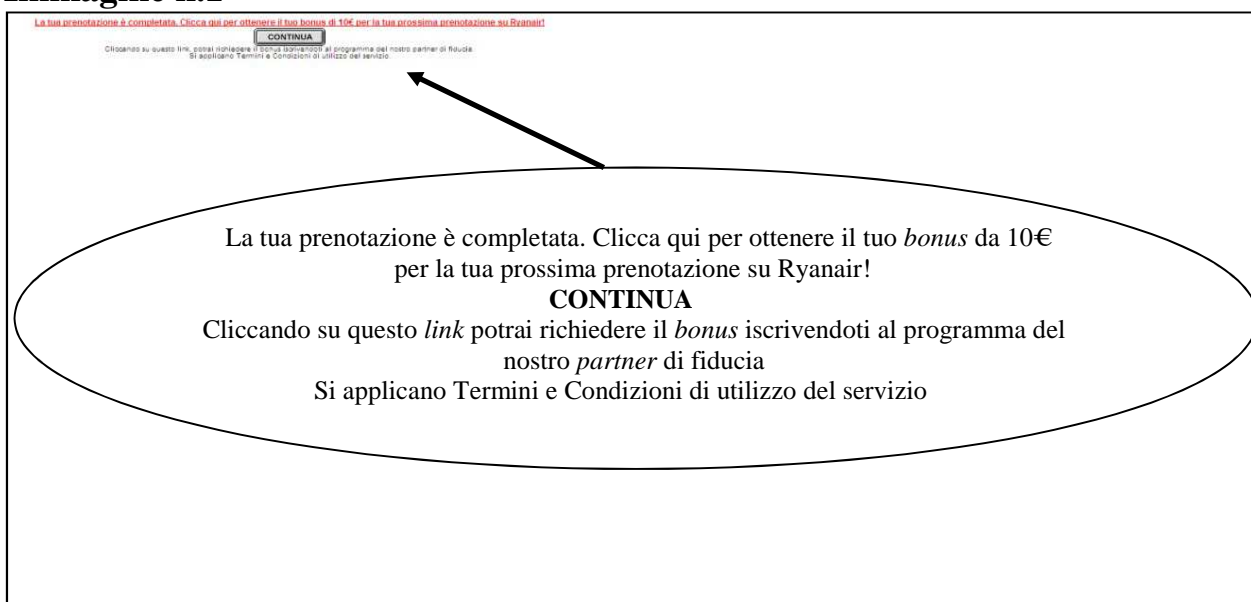 La tua prenotazione è completata. Clicca qui per ottenere il tuo bonus di 10€ per la tua prossima prenotazione su Ryanair!
CONTINUA
Cliccando su questo link, potrai richiedere il bonus iscrivendoti al programma del nostro partner di fiducia.
Si applicano Termini e Condizioni di utilizzo del servizio.
La tua prenotazione è completata. Clicca qui per ottenere il tuo bonus da 10€
per la tua prossima prenotazione su Ryanair!
CONTINUA
Cliccando su questo link potrai richiedere il bonus iscrivendoti al programma del
nostro partner di fiducia
Si applicano Termini e Condizioni di utilizzo del servizio